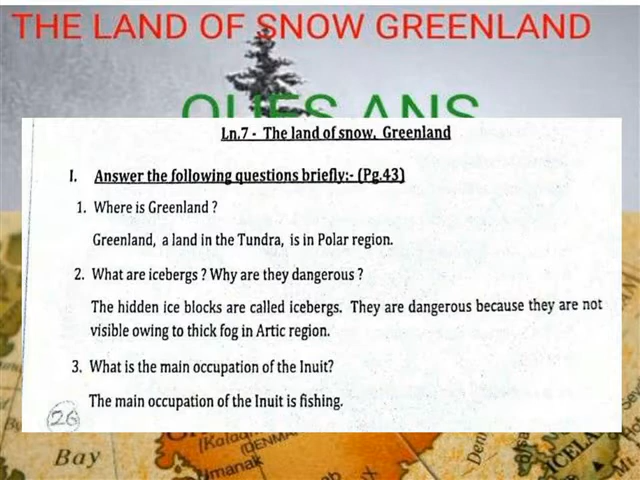 THE LAND OF SNOW GREENLAND
QUES ANS
Ln.7 - The land of snow, Greenland
I. Answer the following questions briefly:- (Pg.43)
1. Where is Greenland ?
Greenland, a land in the Tundra, is in Polar region.
2. What are icebergs ? Why are they dangerous ?
The hidden ice blocks are called icebergs. They are dangerous because they are not
visible owing to thick fog in Artic region.
3. What is the main occupation of the Inuit?
The main occupation of the Inuit is fishing.
26
Bay